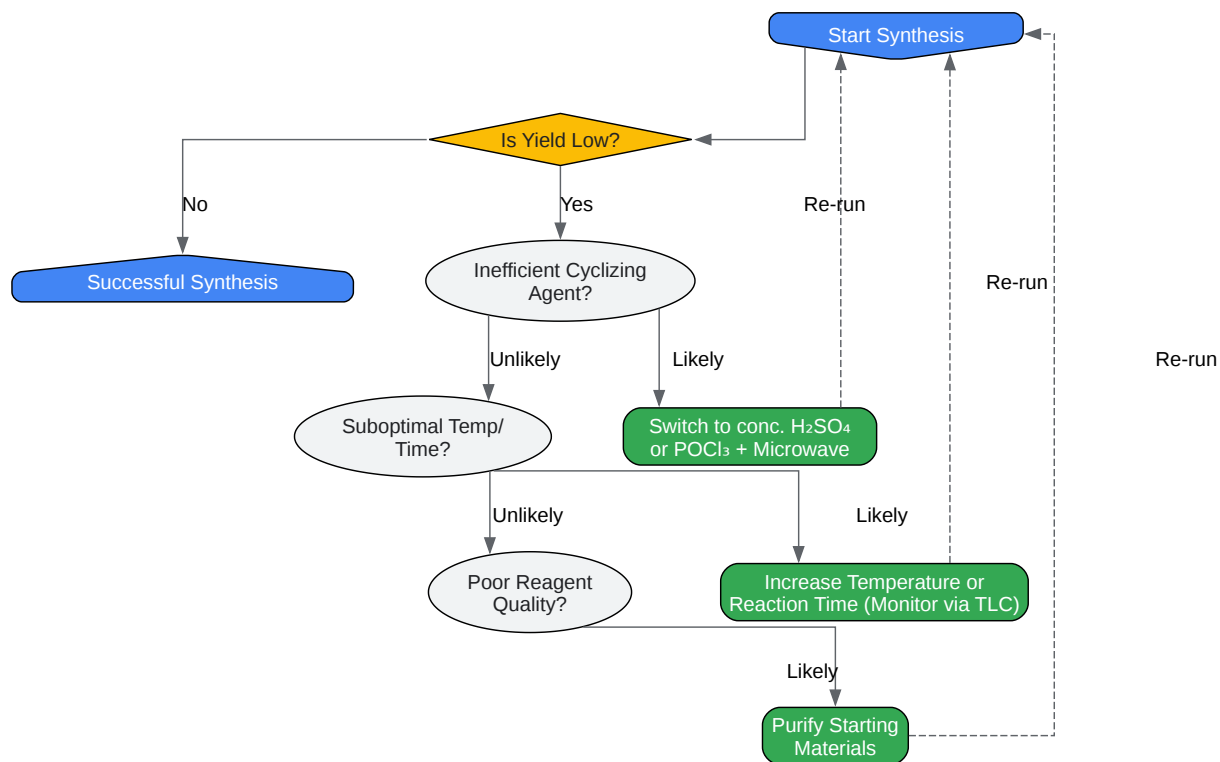 Start Synthesis
Is Yield Low?
No
Yes
Re-run
Successful Synthesis
Inefficient Cyclizing
Agent?
Re-run
Unlikely
Likely
Re-run
Suboptimal Temp/
Time?
Switch to conc. H₂SO₄
or POCl₃ + Microwave
Unlikely
Likely
Poor Reagent
Quality?
Increase Temperature or
Reaction Time (Monitor via TLC)
Likely
Purify Starting
Materials